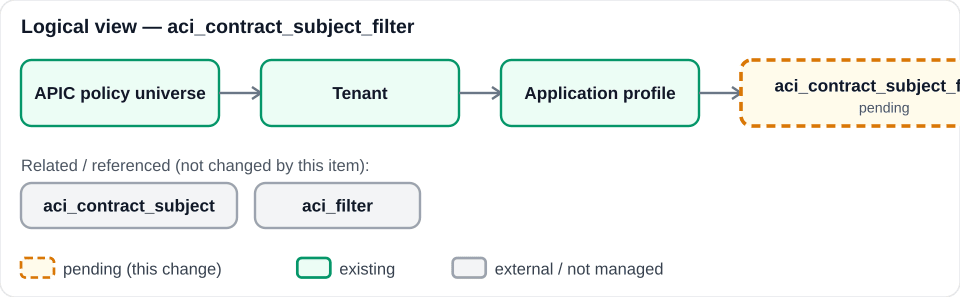 Logical view — aci_contract_subject_filter
APIC policy universe
Tenant
Application profile
aci_contract_subject_f
pending
Related / referenced (not changed by this item):
aci_contract_subject
aci_filter
pending (this change)
existing
external / not managed